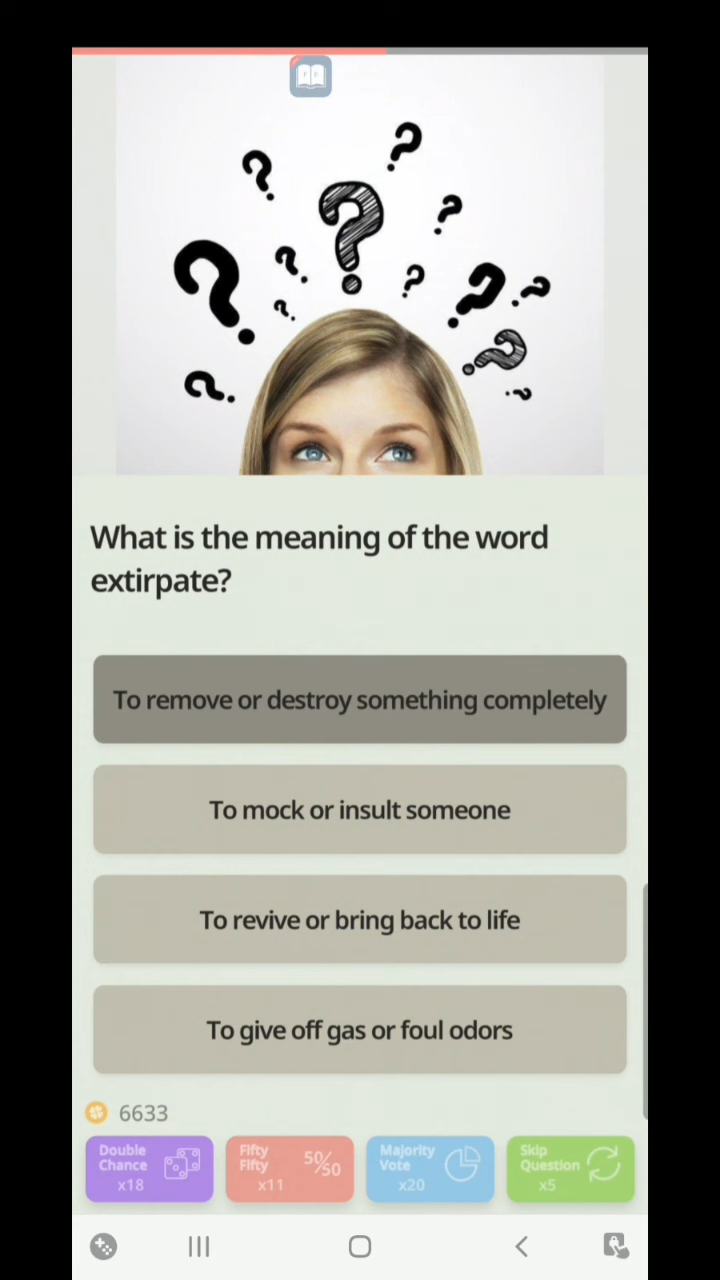 What is the meaning of the word
extirpate?
To remove or destroy something completely
To mock or insult someone
To revive or bring back to life
To give off gas or foul odors
6633
Double
Chance
x18
Fifty
Fifty
50/50
x11
Majority
Vote
x20
Skip
Question
x5